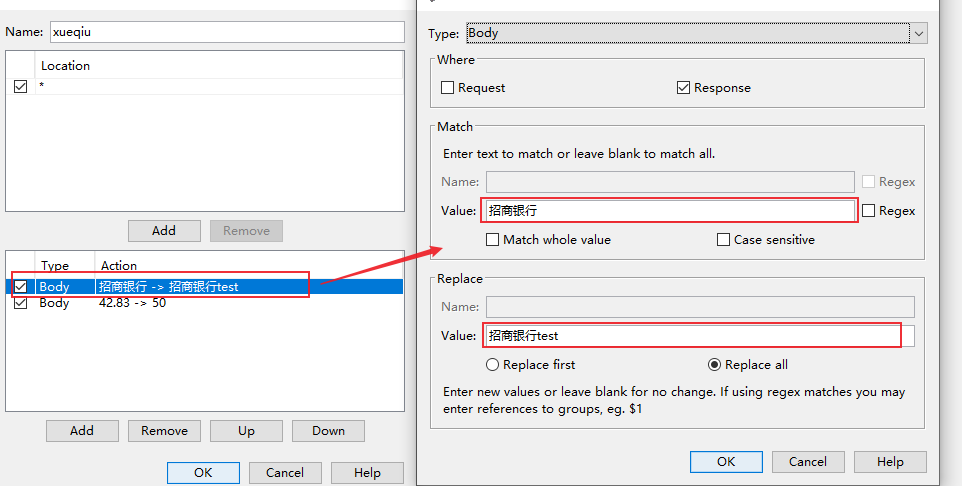 Name: xueqiu
Location
*
Add Remove
Type Action
Body 招商银行 -> 招商银行test
Body 42.83 -> 50
Add Remove Up Down
OK Cancel Help
Type: Body
Where
Request Response
Match
Enter text to match or leave blank to match all.
Name: Regex
Value: 招商银行 Regex
Match whole value Case sensitive
Replace
Name:
Value: 招商银行test
Replace first Replace all
Enter new values or leave blank for no change. If using regex matches you may
enter references to groups, eg. $1
OK Cancel Help